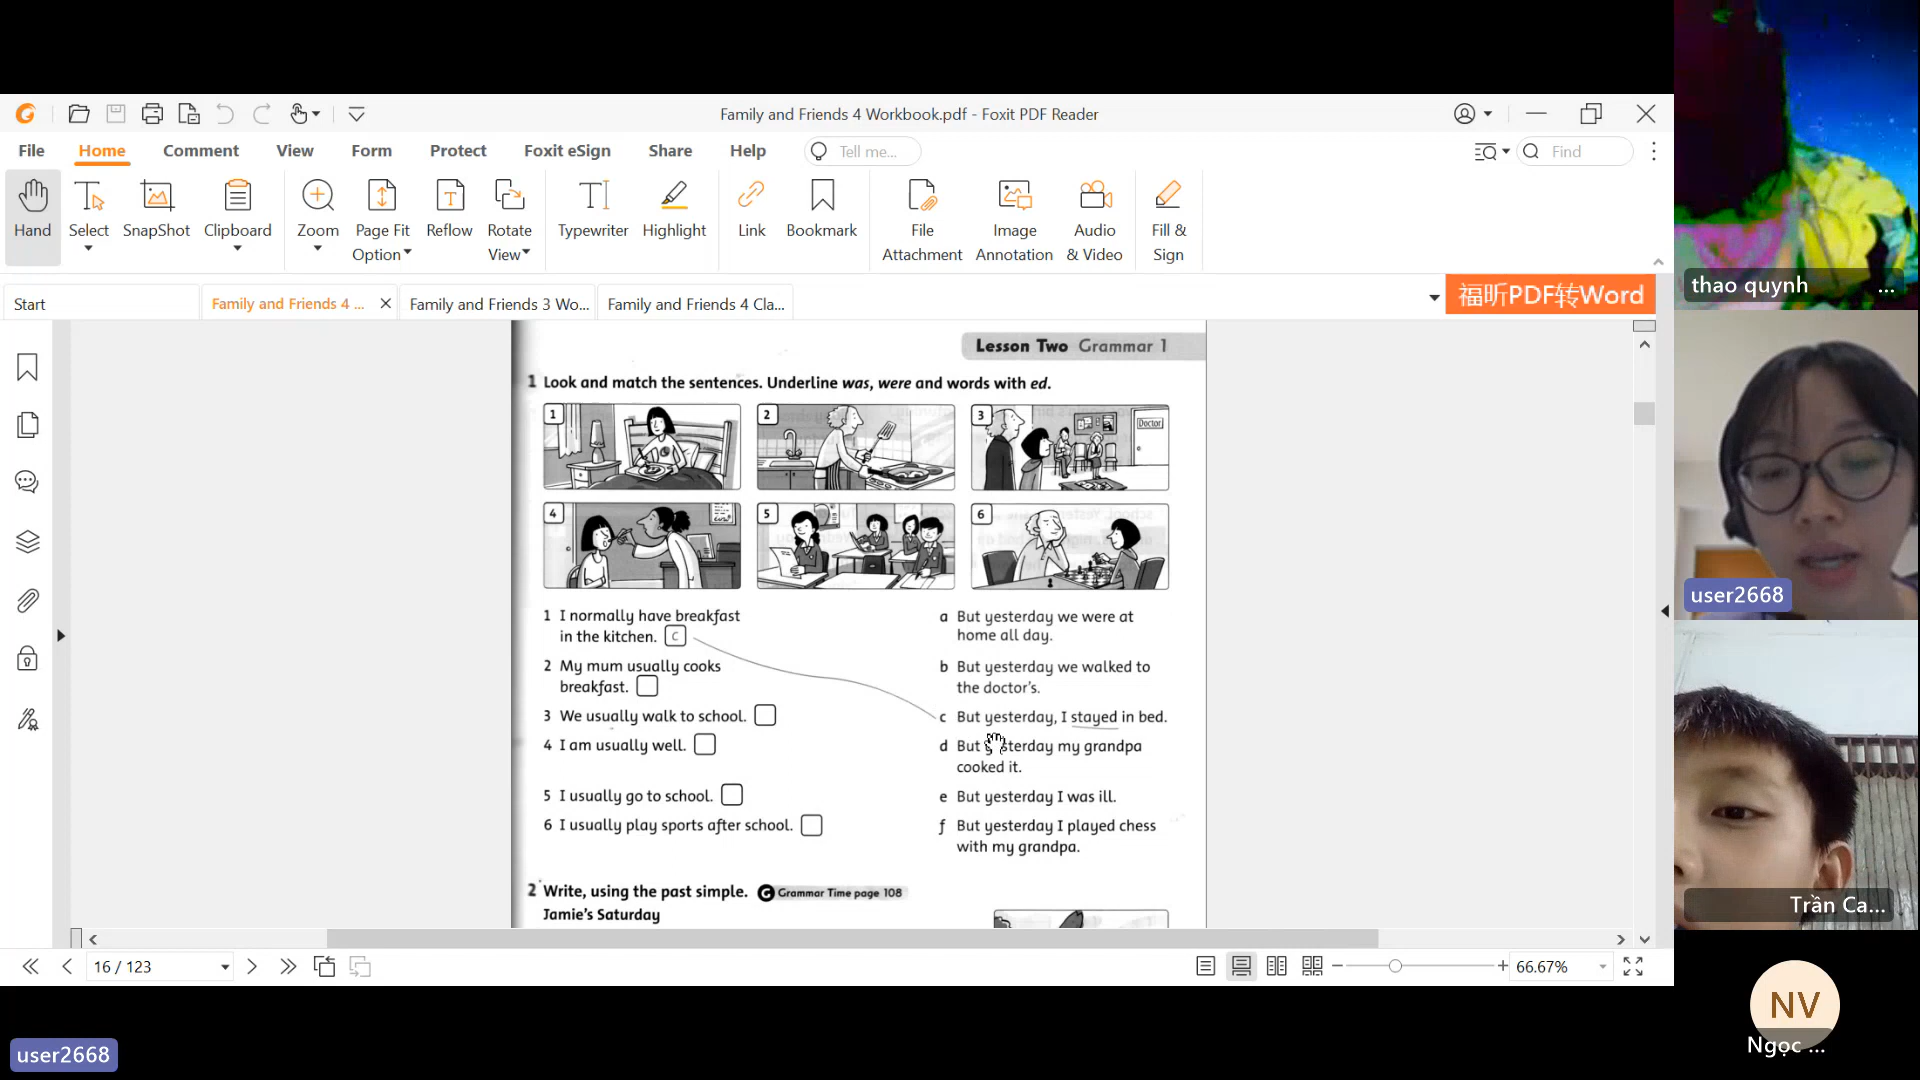 Family and Friends 4 Workbook.pdf - Foxit PDF Reader
File Home Comment View Form Protect Foxit eSign Share Help Tell me... Find
Hand Select SnapShot Clipboard Zoom Page Fit Option Reflow Rotate View Typewriter Highlight Link Bookmark File Attachment Image Annotation Audio & Video Fill & Sign
Start Family and Friends 4 ... Family and Friends 3 Wo... Family and Friends 4 Cla... 福昕PDF转Word
Lesson Two Grammar 1
1 Look and match the sentences. Underline was, were and words with ed.
1 2 3
Doctor
4 5 6
1 I normally have breakfast
in the kitchen. c
2 My mum usually cooks
breakfast.
3 We usually walk to school.
4 I am usually well.
5 I usually go to school.
6 I usually play sports after school.
a But yesterday we were at
home all day.
b But yesterday we walked to
the doctor's.
c But yesterday, I stayed in bed.
d But yesterday my grandpa
cooked it.
e But yesterday I was ill.
f But yesterday I played chess
with my grandpa.
2 Write, using the past simple. G Grammar Time page 108
Jamie's Saturday
16 / 123
66.67%
thao quynh ...
user2668
Trần Ca...
NV
Ngọc ...
user2668